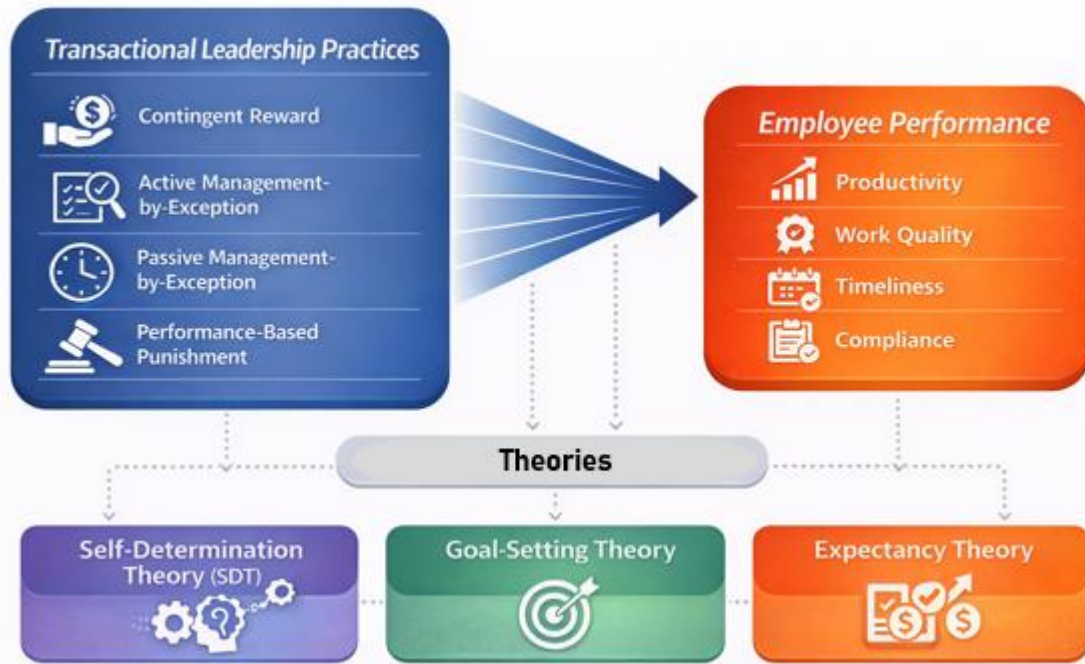 Transactional Leadership Practices
Contingent Reward
Active Management-
by-Exception
Passive Management-
by-Exception
Performance-Based
Punishment
Employee Performance
Productivity
Work Quality
Timeliness
Compliance
Theories
Self-Determination
Theory (SDT)
Goal-Setting Theory
Expectancy Theory